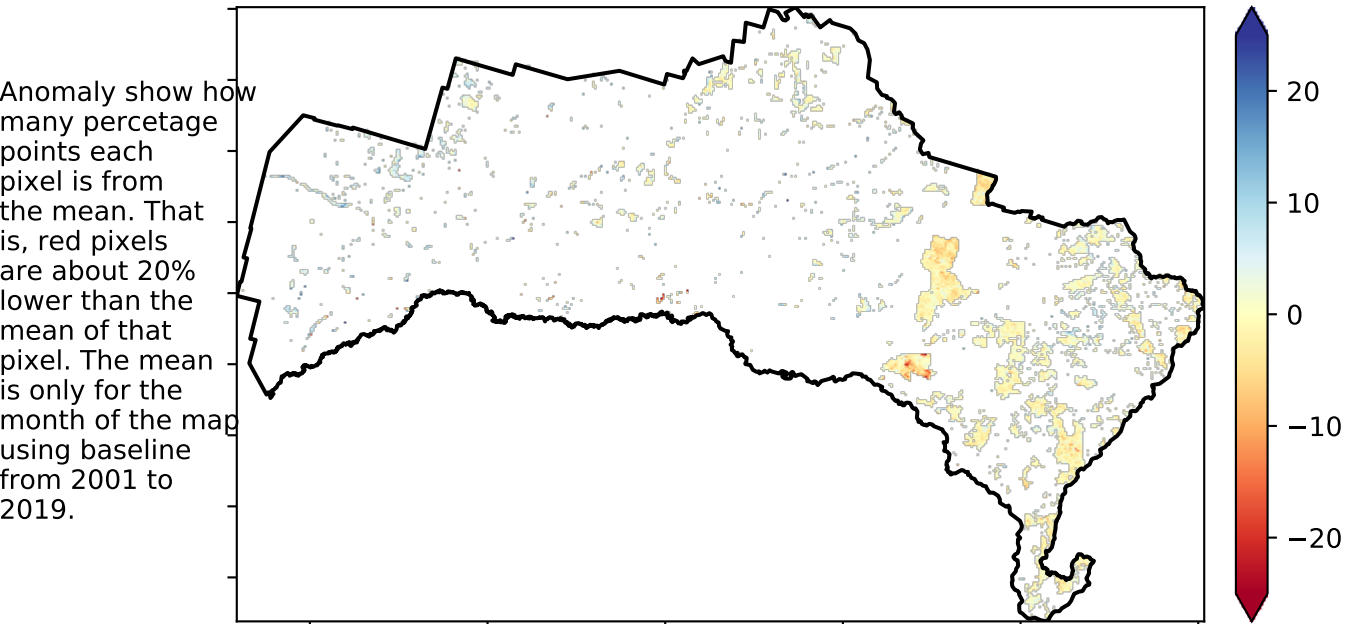 Anomaly show how
many percetage
points each
pixel is from
the mean. That
is, red pixels
are about 20%
lower than the
mean of that
pixel. The mean
is only for the
month of the map
using baseline
from 2001 to
2019.
20
10
0
−10
−20